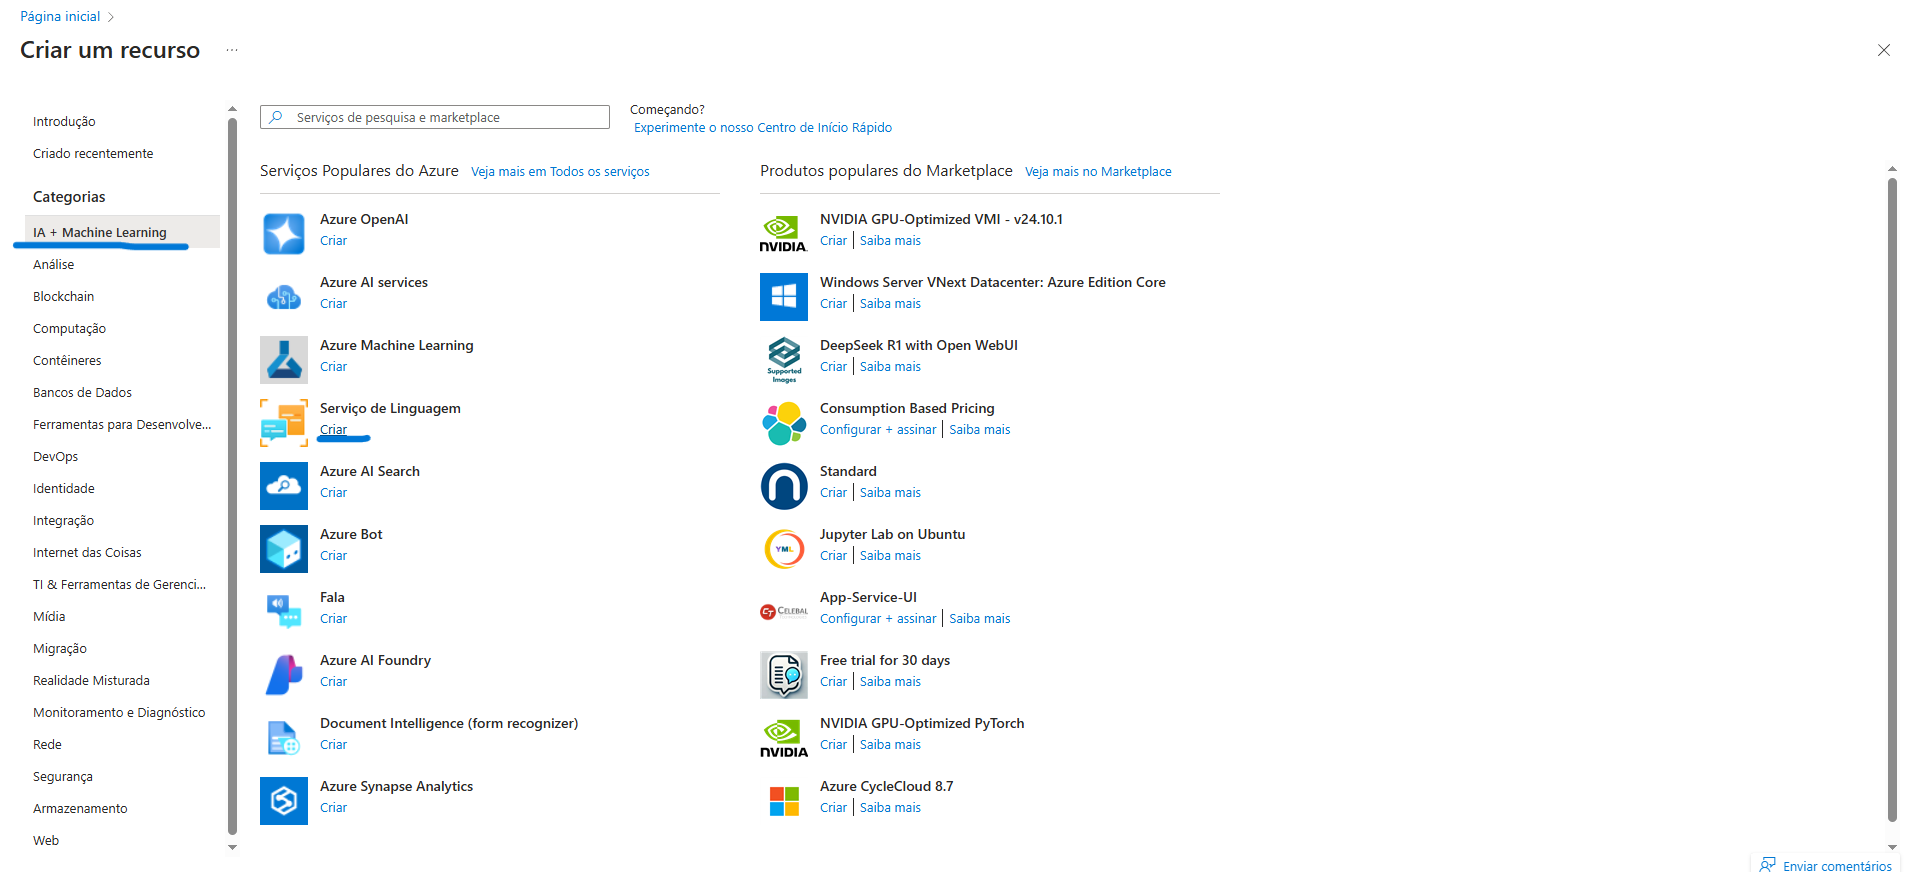 Página inicial
Criar um recurso
Introdução
Criado recentemente
Categorias
IA + Machine Learning
Análise
Blockchain
Computação
Contêineres
Bancos de Dados
Ferramentas para Desenvolve...
DevOps
Identidade
Integração
Internet das Coisas
TI & Ferramentas de Gerenci...
Mídia
Migração
Realidade Misturada
Monitoramento e Diagnóstico
Rede
Segurança
Armazenamento
Web
Serviços de pesquisa e marketplace
Começando?
Experimente o nosso Centro de Início Rápido
Serviços Populares do Azure Veja mais em Todos os serviços
Azure OpenAI
Criar
Azure AI services
Criar
Azure Machine Learning
Criar
Serviço de Linguagem
Criar
Azure AI Search
Criar
Azure Bot
Criar
Fala
Criar
Azure AI Foundry
Criar
Document Intelligence (form recognizer)
Criar
Azure Synapse Analytics
Criar
Produtos populares do Marketplace Veja mais no Marketplace
NVIDIA
NVIDIA GPU-Optimized VMI - v24.10.1
Criar | Saiba mais
Windows Server VNext Datacenter: Azure Edition Core
Criar | Saiba mais
Supported
Images
DeepSeek R1 with Open WebUI
Criar | Saiba mais
Consumption Based Pricing
Configurar + assinar | Saiba mais
Standard
Criar | Saiba mais
YML
Jupyter Lab on Ubuntu
Criar | Saiba mais
CT CELEBAL
App-Service-UI
Configurar + assinar | Saiba mais
Free trial for 30 days
Criar | Saiba mais
NVIDIA
NVIDIA GPU-Optimized PyTorch
Criar | Saiba mais
Azure CycleCloud 8.7
Criar | Saiba mais
Enviar comentários